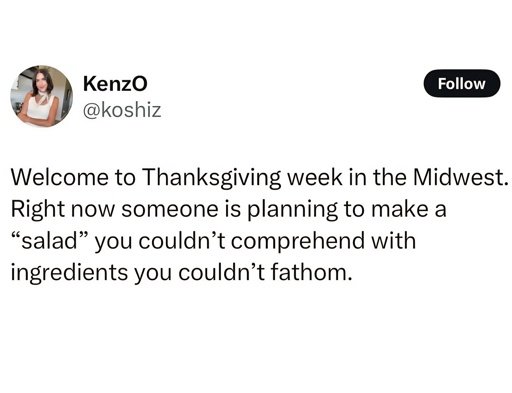 KenzO
@koshiz
Follow
Welcome to Thanksgiving week in the Midwest.
Right now someone is planning to make a
“salad” you couldn’t comprehend with
ingredients you couldn’t fathom.